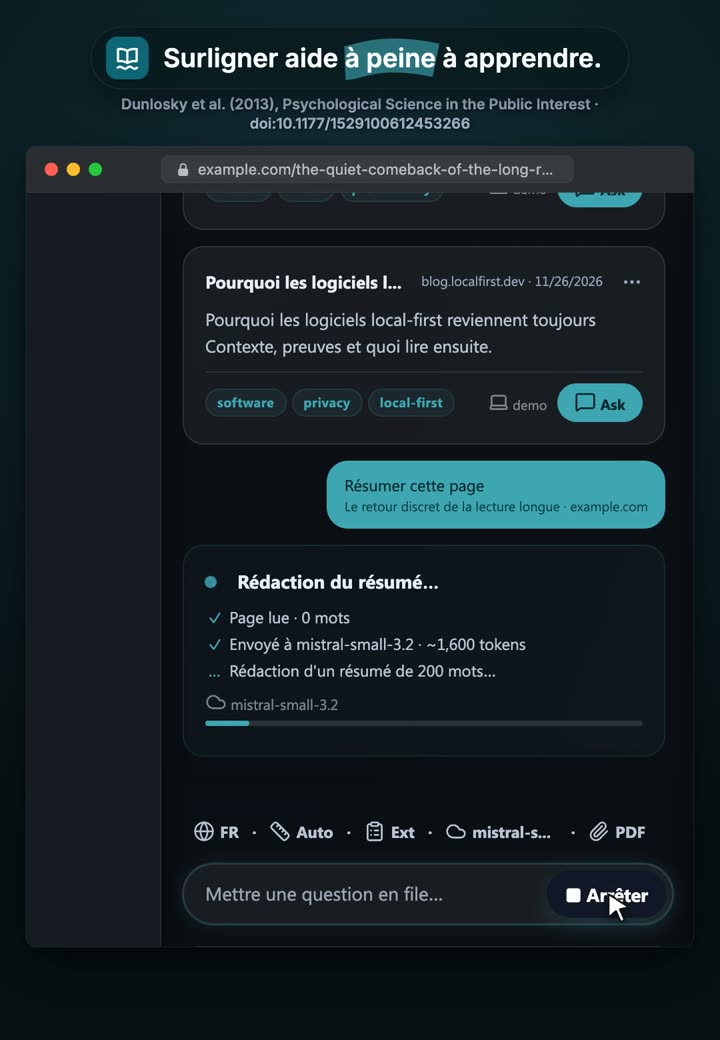 Surligner aide à peine à apprendre.
Dunlosky et al. (2013), Psychological Science in the Public Interest ·
doi:10.1177/1529100612453266
example.com/the-quiet-comeback-of-the-long-r...
demo Ask
Pourquoi les logiciels l... blog.localfirst.dev · 11/26/2026
Pourquoi les logiciels local-first reviennent toujours
Contexte, preuves et quoi lire ensuite.
software privacy local-first demo Ask
Résumer cette page
Le retour discret de la lecture longue · example.com
Rédaction du résumé...
✓ Page lue · 0 mots
✓ Envoyé à mistral-small-3.2 · ~1,600 tokens
... Rédaction d'un résumé de 200 mots...
mistral-small-3.2
FR · Auto · Ext · mistral-s... · PDF
Mettre une question en file... Arrêter